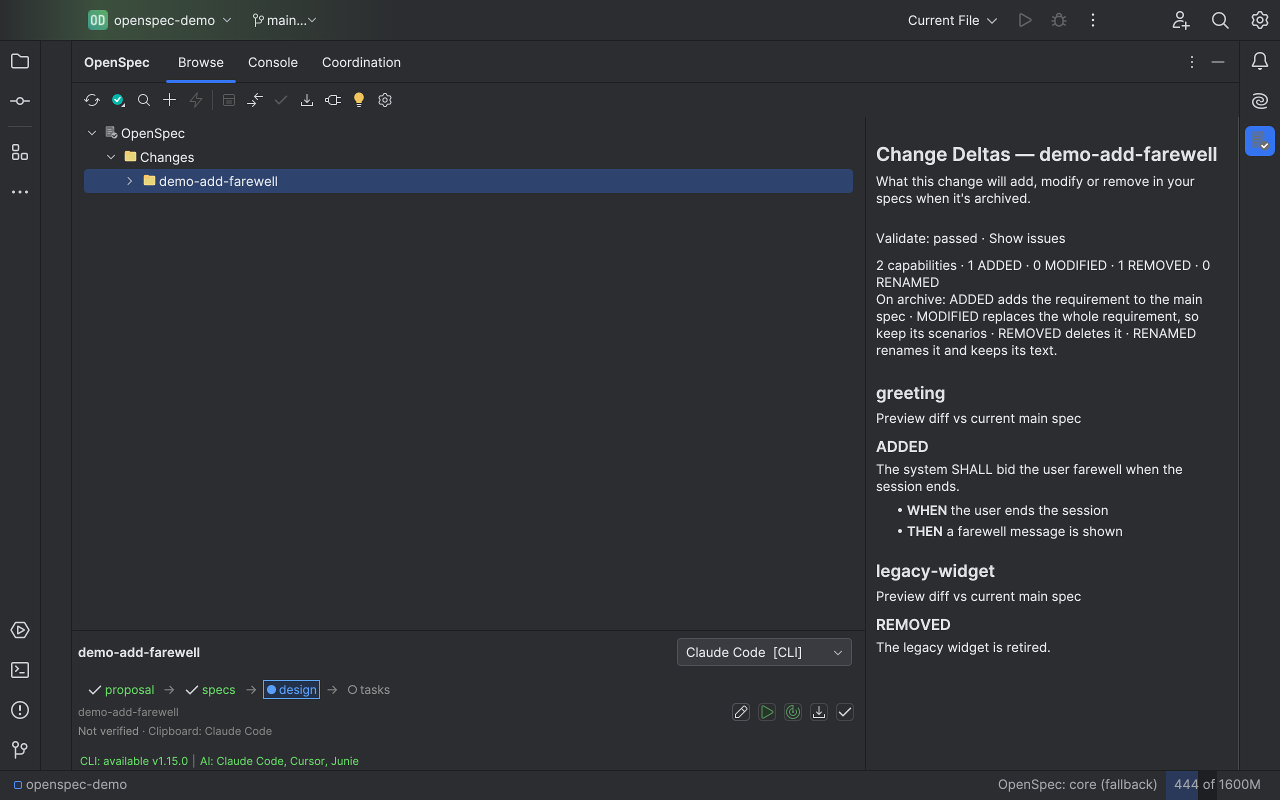 OD openspec-demo main... Current File
OpenSpec Browse Console Coordination
OpenSpec
Changes
demo-add-farewell
Change Deltas — demo-add-farewell
What this change will add, modify or remove in your
specs when it's archived.
Validate: passed · Show issues
2 capabilities · 1 ADDED · 0 MODIFIED · 1 REMOVED · 0
RENAMED
On archive: ADDED adds the requirement to the main
spec · MODIFIED replaces the whole requirement, so
keep its scenarios · REMOVED deletes it · RENAMED
renames it and keeps its text.
greeting
Preview diff vs current main spec
ADDED
The system SHALL bid the user farewell when the
session ends.
• WHEN the user ends the session
• THEN a farewell message is shown
legacy-widget
Preview diff vs current main spec
REMOVED
The legacy widget is retired.
demo-add-farewell Claude Code [CLI]
proposal → specs → design → tasks
demo-add-farewell
Not verified · Clipboard: Claude Code
CLI: available v1.15.0 | AI: Claude Code, Cursor, Junie
openspec-demo OpenSpec: core (fallback) 444 of 1600M